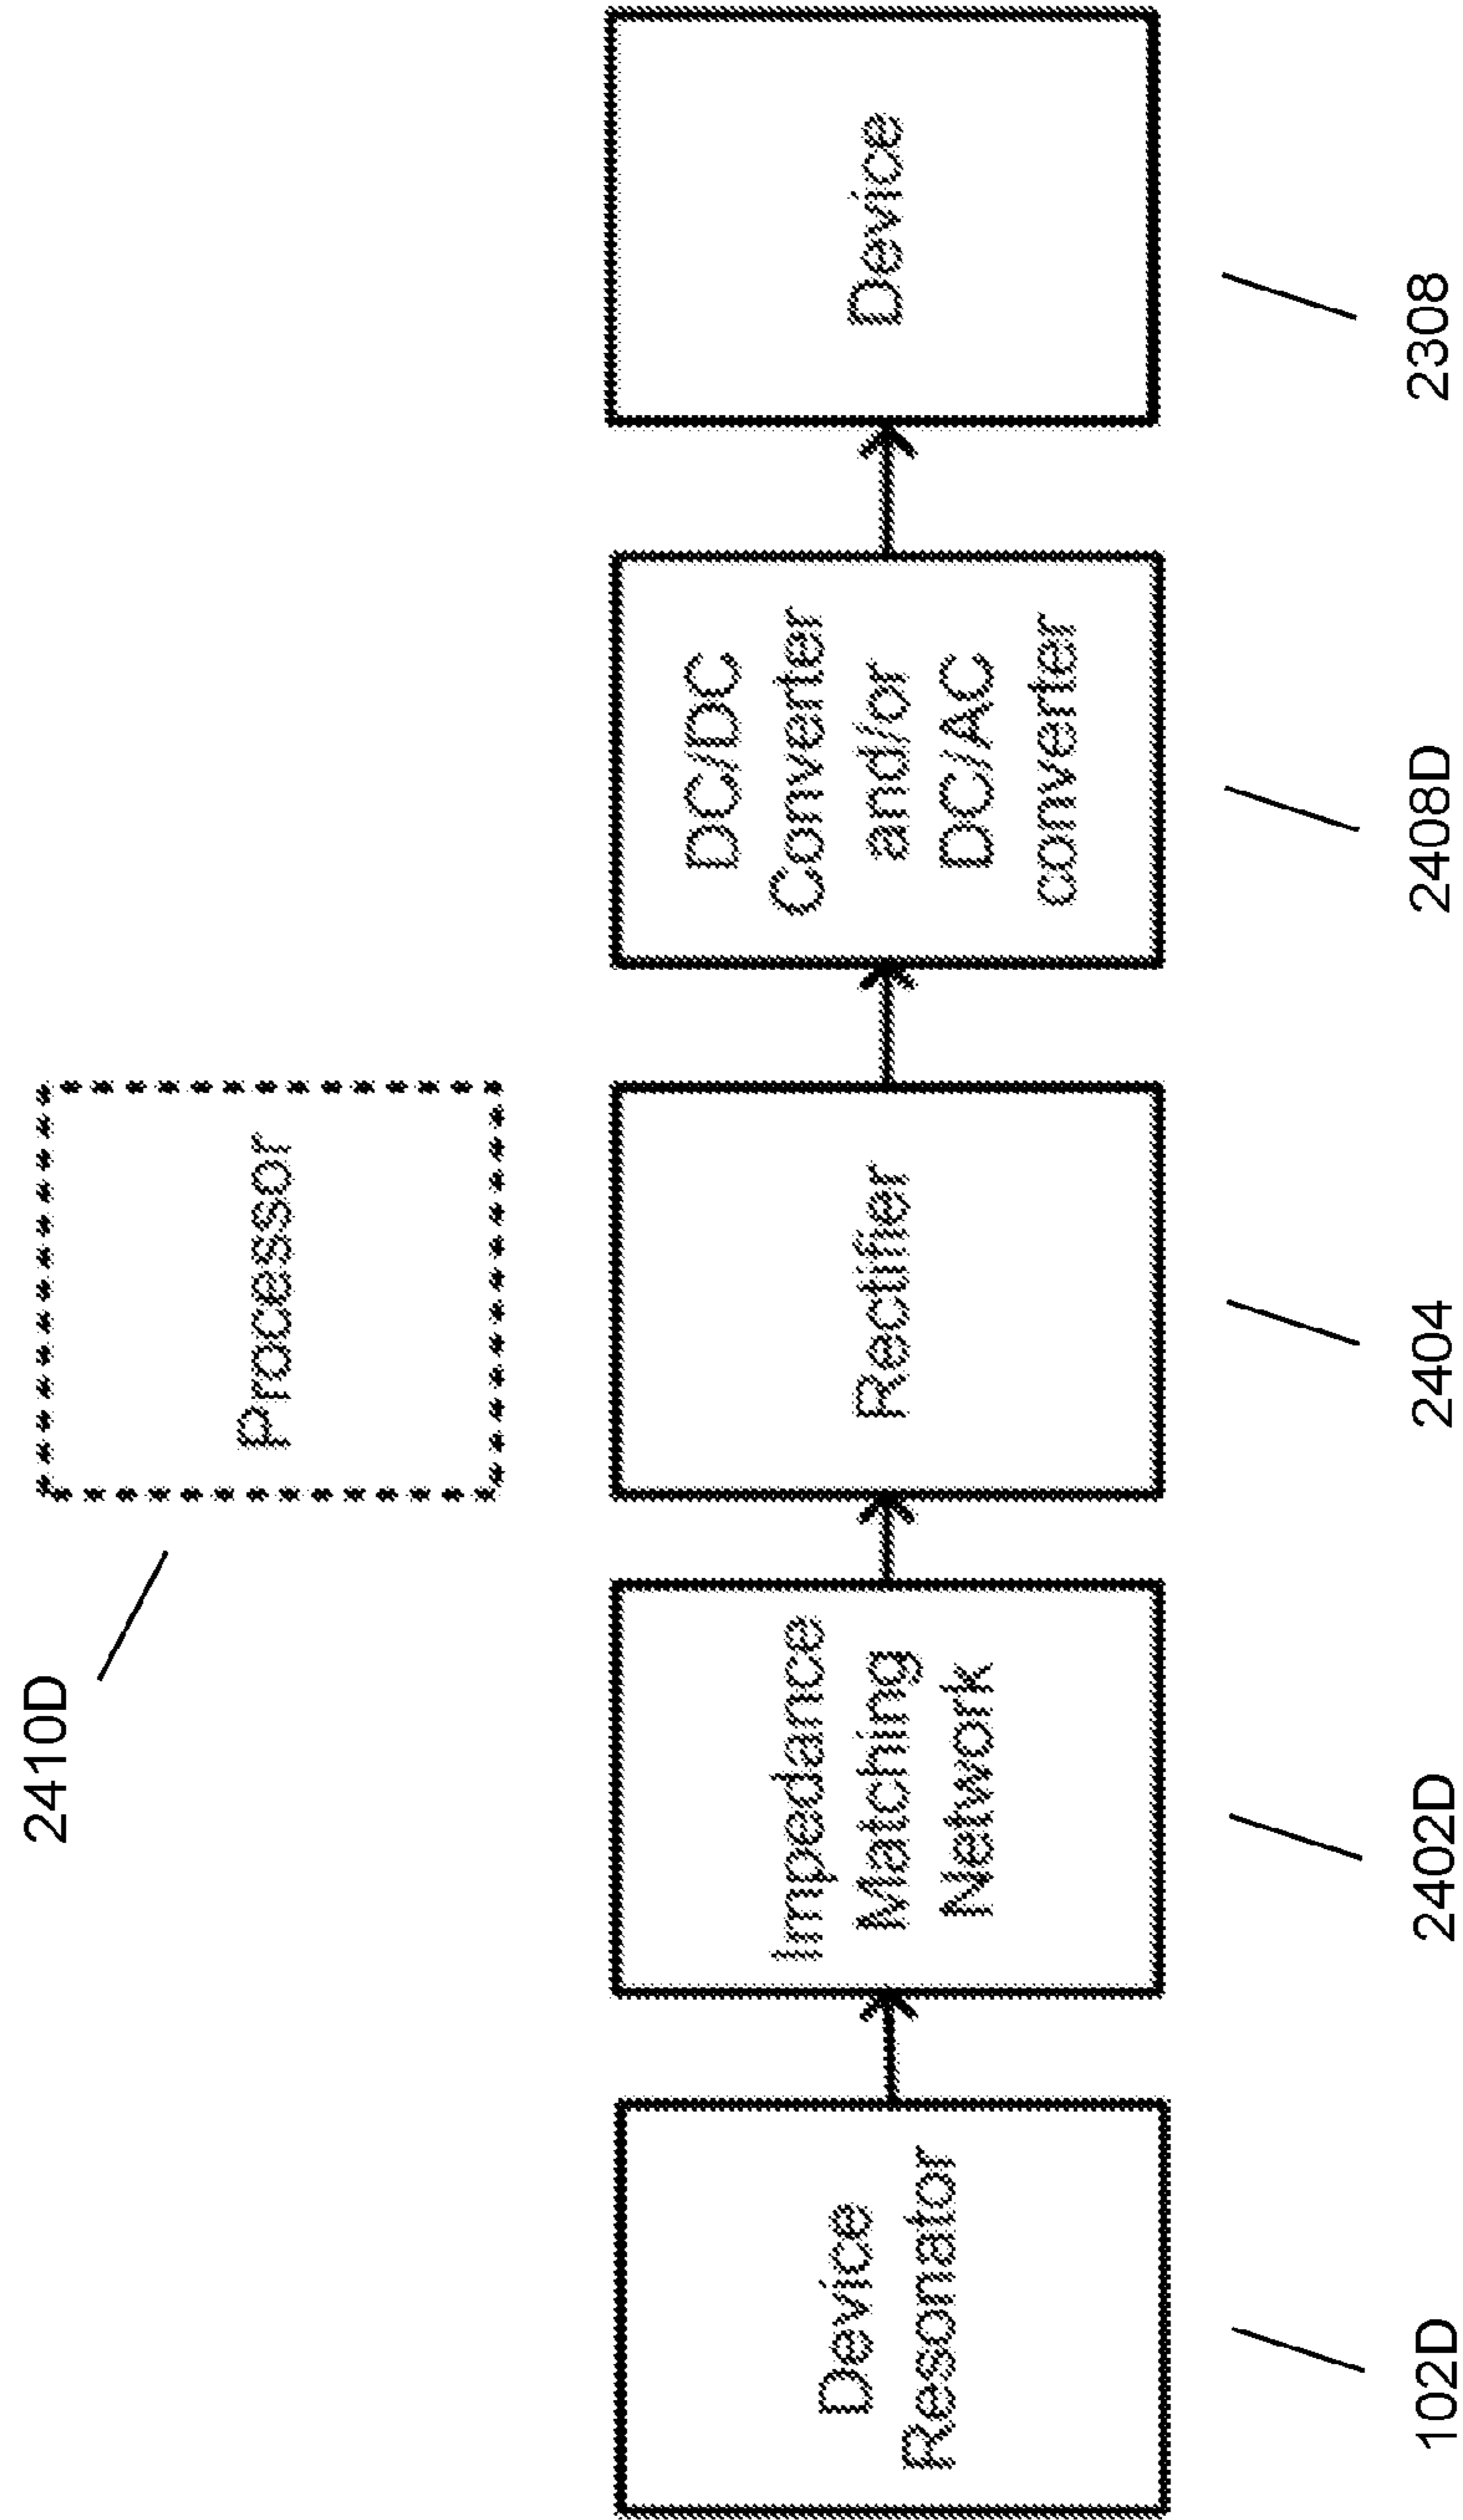 2410D
Processor
Device
Resonator
Impedance
Matching
Network
Rectifier
DC/DC
Converter
and/or
DC/AC
converter
Device
102D
2402D
2404
2408D
2308